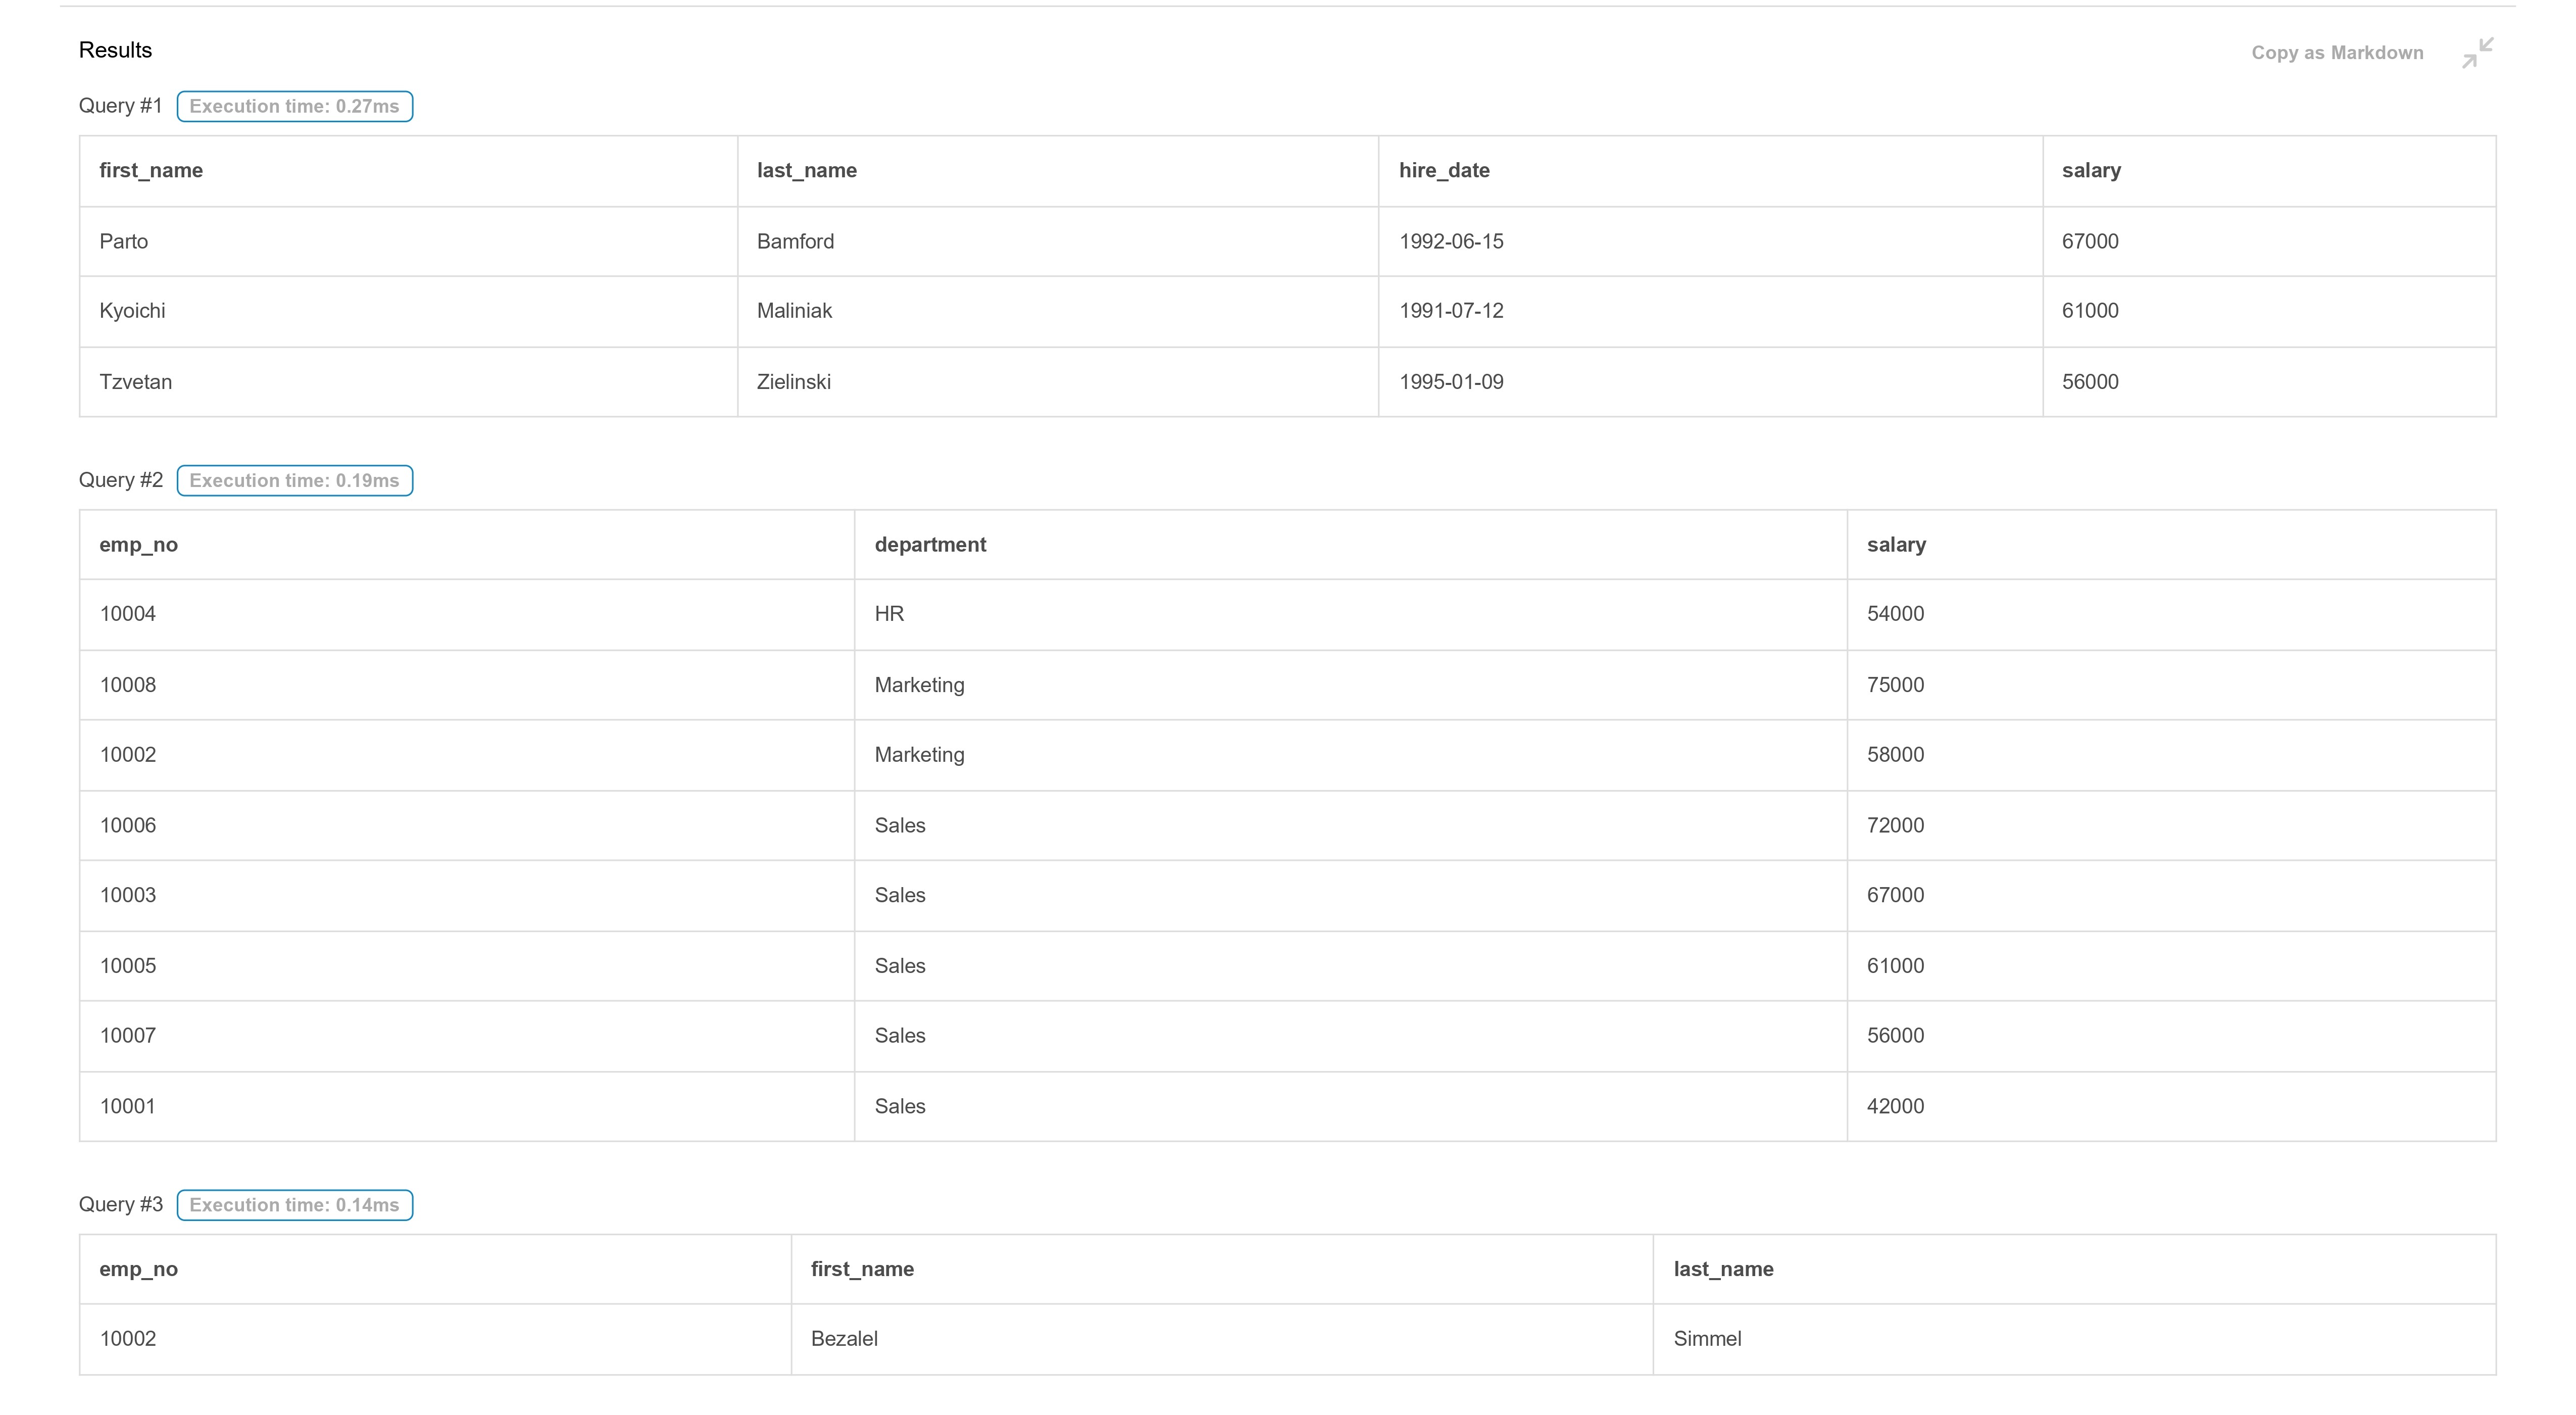 Results Copy as Markdown
Query #1 Execution time: 0.27ms
first_name last_name hire_date salary
Parto Bamford 1992-06-15 67000
Kyoichi Maliniak 1991-07-12 61000
Tzvetan Zielinski 1995-01-09 56000
Query #2 Execution time: 0.19ms
emp_no department salary
10004 HR 54000
10008 Marketing 75000
10002 Marketing 58000
10006 Sales 72000
10003 Sales 67000
10005 Sales 61000
10007 Sales 56000
10001 Sales 42000
Query #3 Execution time: 0.14ms
emp_no first_name last_name
10002 Bezalel Simmel